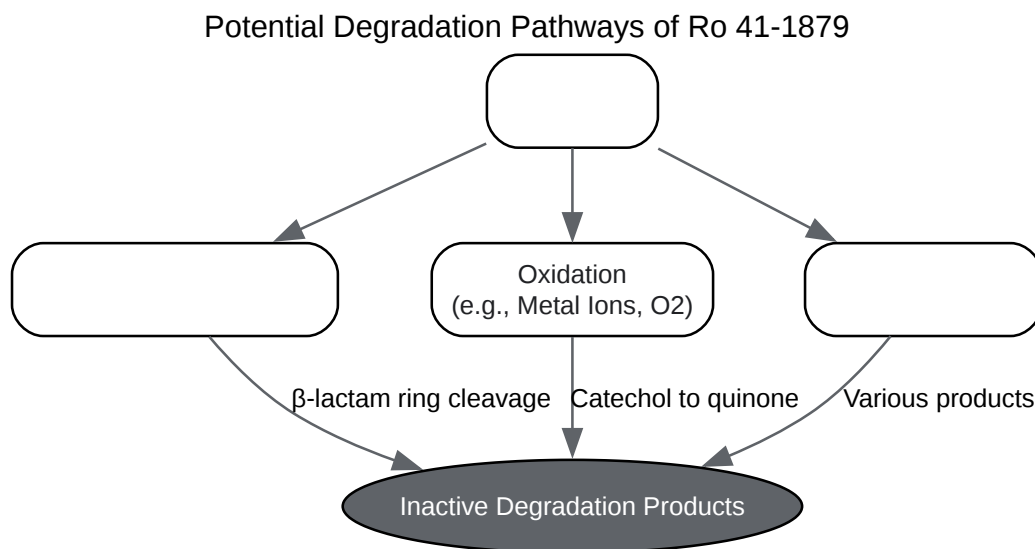 Potential Degradation Pathways of Ro 41-1879
Oxidation
(e.g., Metal Ions, O2)
β-lactam ring cleavage
Catechol to quinone
Various products
Inactive Degradation Products